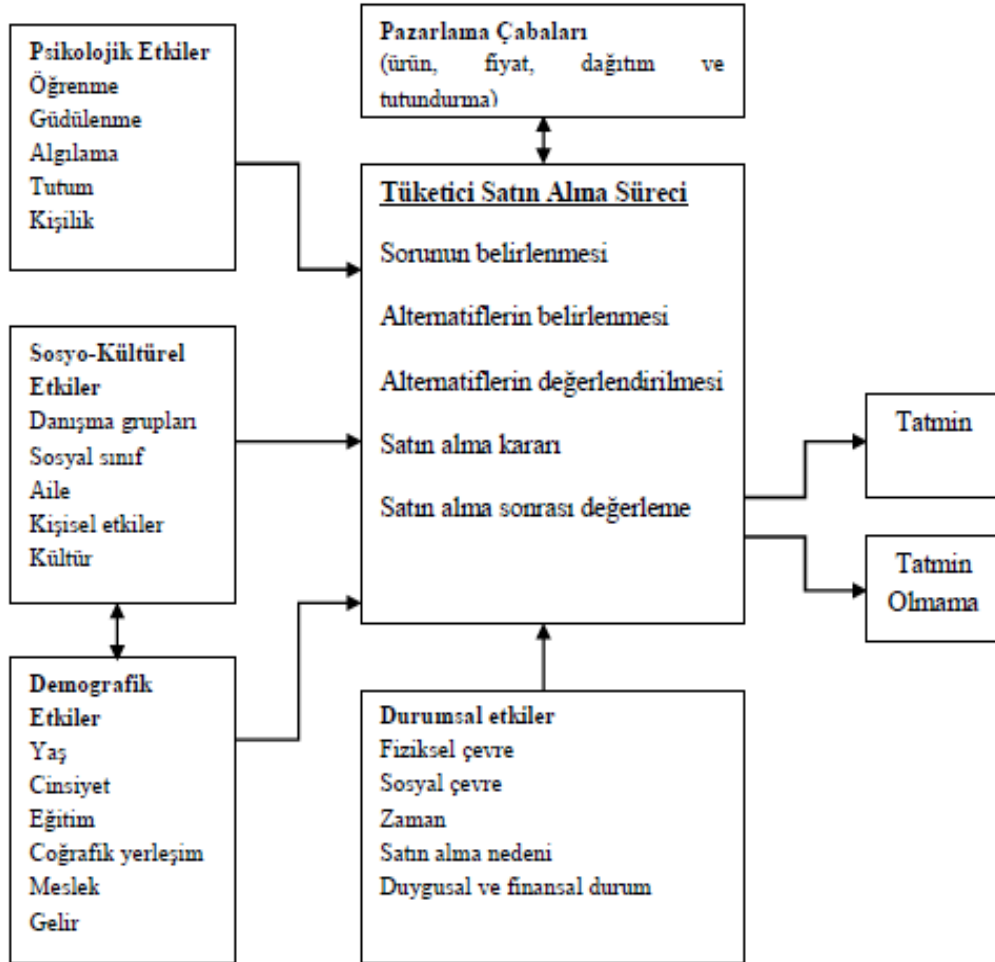 Psikolojik Etkiler
Öğrenme
Güdülenme
Algılama
Tutum
Kişilik
Pazarlama Çabaları
(ürün, fiyat, dağıtım ve
tutundurma)
Tüketici Satın Alma Süreci
Sorunun belirlenmesi
Alternatiflerin belirlenmesi
Alternatiflerin değerlendirilmesi
Satın alma kararı
Satın alma sonrası değerleme
Sosyo-Kültürel
Etkiler
Danışma grupları
Sosyal sınıf
Aile
Kişisel etkiler
Kültür
Tatmin
Tatmin
Olmama
Demografik
Etkiler
Yaş
Cinsiyet
Eğitim
Coğrafik yerleşim
Meslek
Gelir
Durumsal etkiler
Fiziksel çevre
Sosyal çevre
Zaman
Satın alma nedeni
Duygusal ve finansal durum